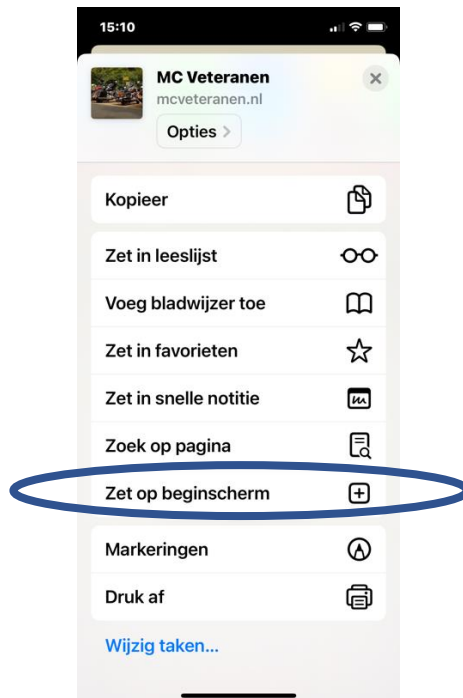 15:10
MC Veteranen
mcveteranen.nl
Opties
Kopieer
Zet in leeslijst
Voeg bladwijzer toe
Zet in favorieten
Zet in snelle notitie
Zoek op pagina
Zet op beginscherm
Markeringen
Druk af
Wijzig taken...